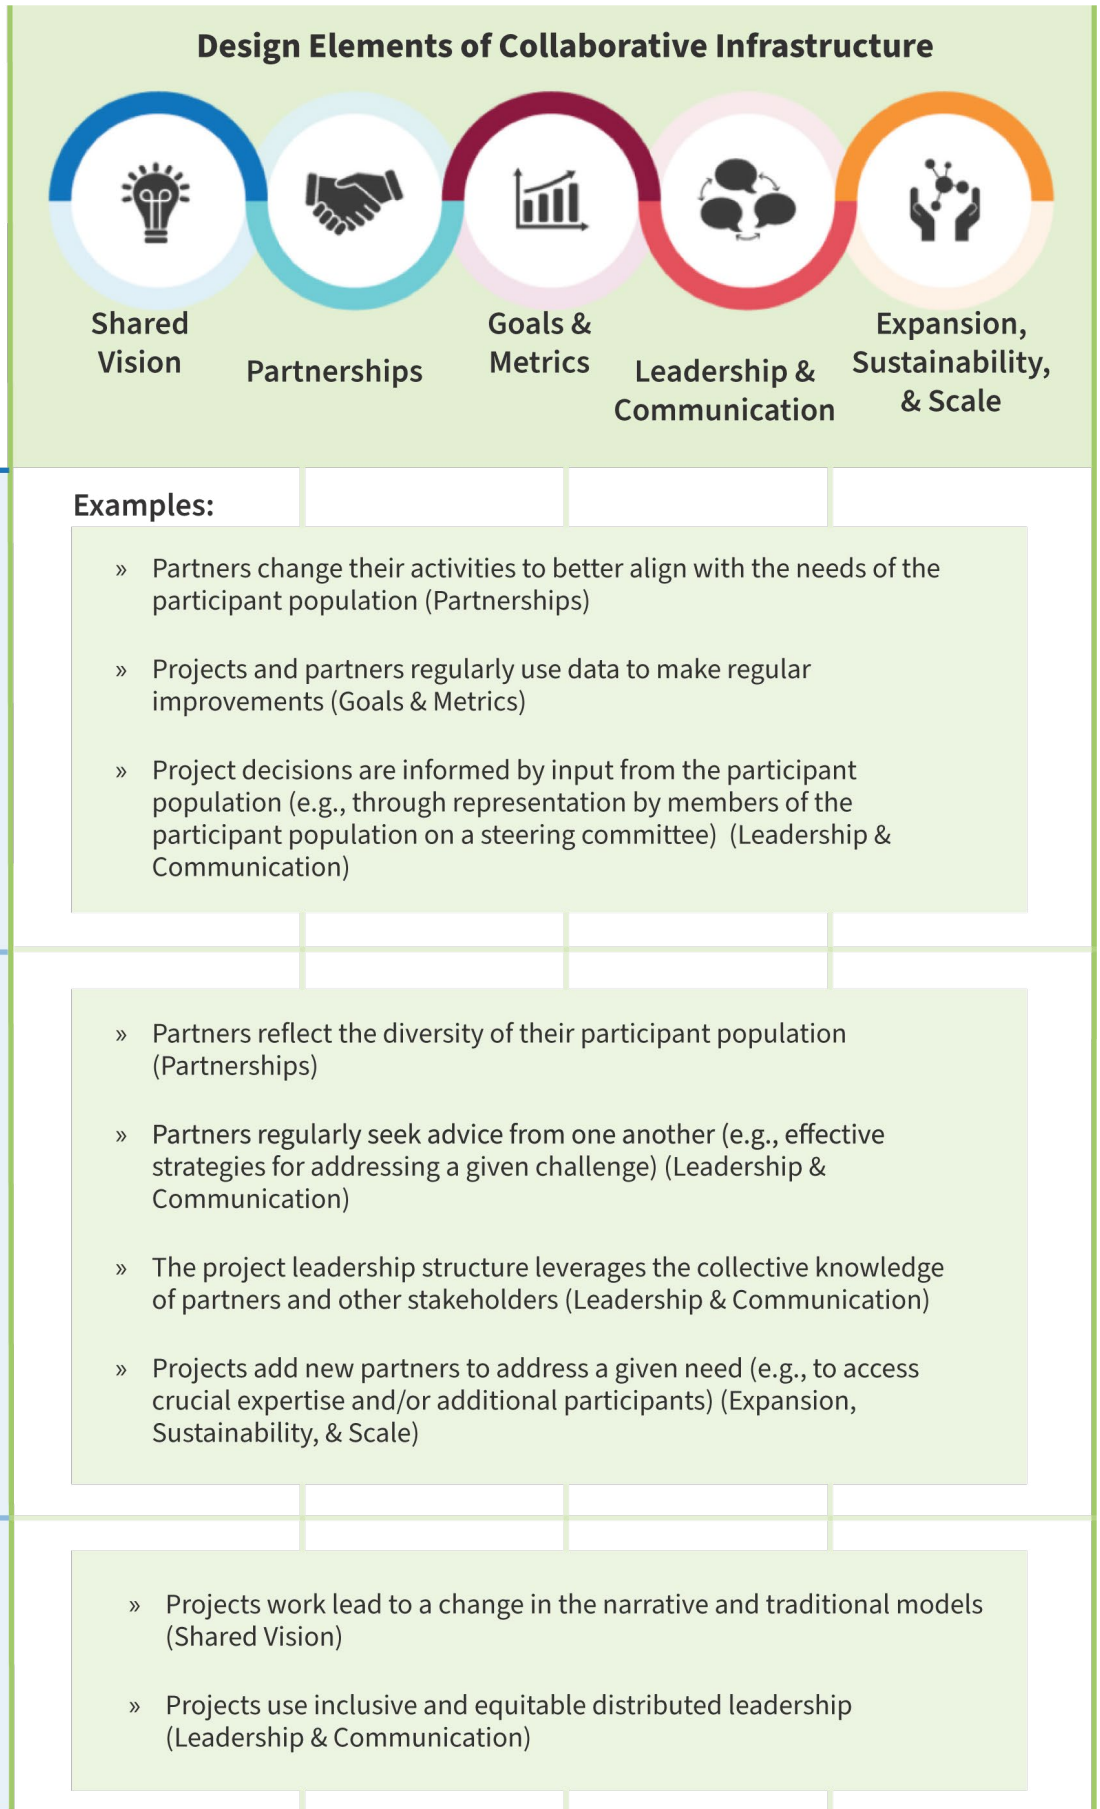 Design Elements of Collaborative Infrastructure
Shared
Vision
Partnerships
Goals &
Metrics
Leadership &
Communication
Expansion,
Sustainability,
& Scale
Examples:
» Partners change their activities to better align with the needs of the
participant population (Partnerships)
» Projects and partners regularly use data to make regular
improvements (Goals & Metrics)
» Project decisions are informed by input from the participant
population (e.g., through representation by members of the
participant population on a steering committee)  (Leadership &
Communication)
» Partners reflect the diversity of their participant population
(Partnerships)
» Partners regularly seek advice from one another (e.g., effective
strategies for addressing a given challenge) (Leadership &
Communication)
» The project leadership structure leverages the collective knowledge
of partners and other stakeholders (Leadership & Communication)
» Projects add new partners to address a given need (e.g., to access
crucial expertise and/or additional participants) (Expansion,
Sustainability, & Scale)
» Projects work lead to a change in the narrative and traditional models
(Shared Vision)
» Projects use inclusive and equitable distributed leadership
(Leadership & Communication)